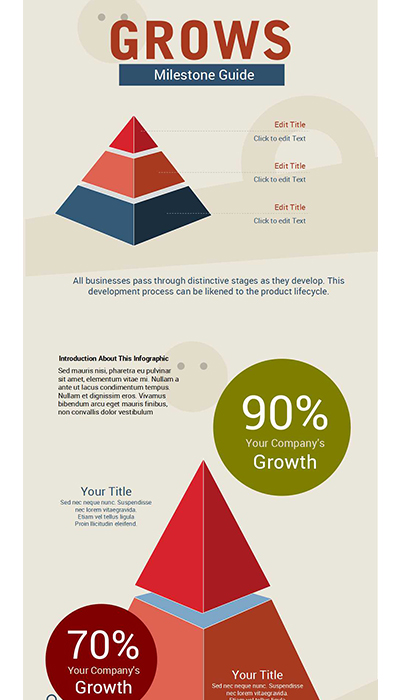 GROWS
Milestone Guide
Edit Title
Click to edit Text
Edit Title
Click to edit Text
Edit Title
Click to edit Text
All businesses pass through distinctive stages as they develop. This
development process can be likened to the product lifecycle.
Introduction About This Infographic
Sed mauris nisi, pharetra eu pulvinar
sit amet, elementum vitae mi. Nullam a
ante ac lacus condimentum tempus.
Nullam et dignissim eros. Vivamus
bibendum arcu eget mauris finibus,
non convallis dolor vestibulum
90%
Your Company's
Growth
Your Title
Sed nec neque nunc. Suspendisse
nec lorem vitaegravida.
Etiam vel tellus ligula
Proin llicitudin eleifend.
70%
Your Company's
Growth
Your Title
Sed nec neque nunc. Suspendisse
nec lorem vitaegravida.